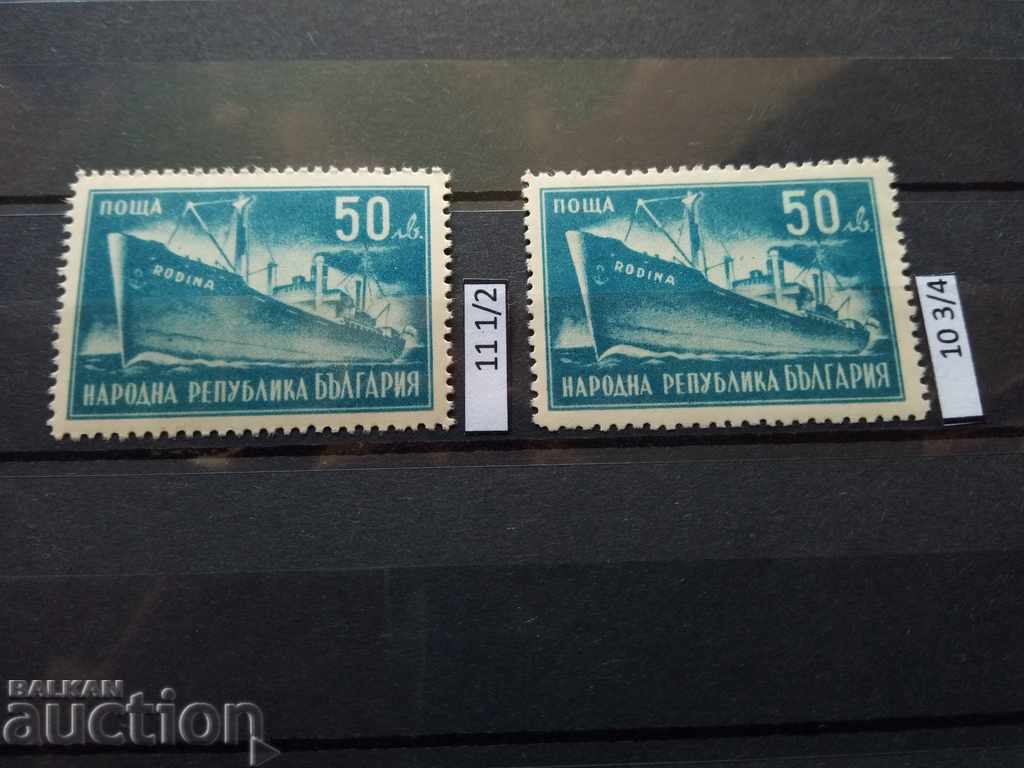 ПОЩА 50 лв.
RODINA
НАРОДНА РЕПУБЛИКА БЪЛГАРИЯ
11 1/2
ПОЩА 50 лв.
RODINA
НАРОДНА РЕПУБЛИКА БЪЛГАРИЯ
10 3/4
BALKAN
auction